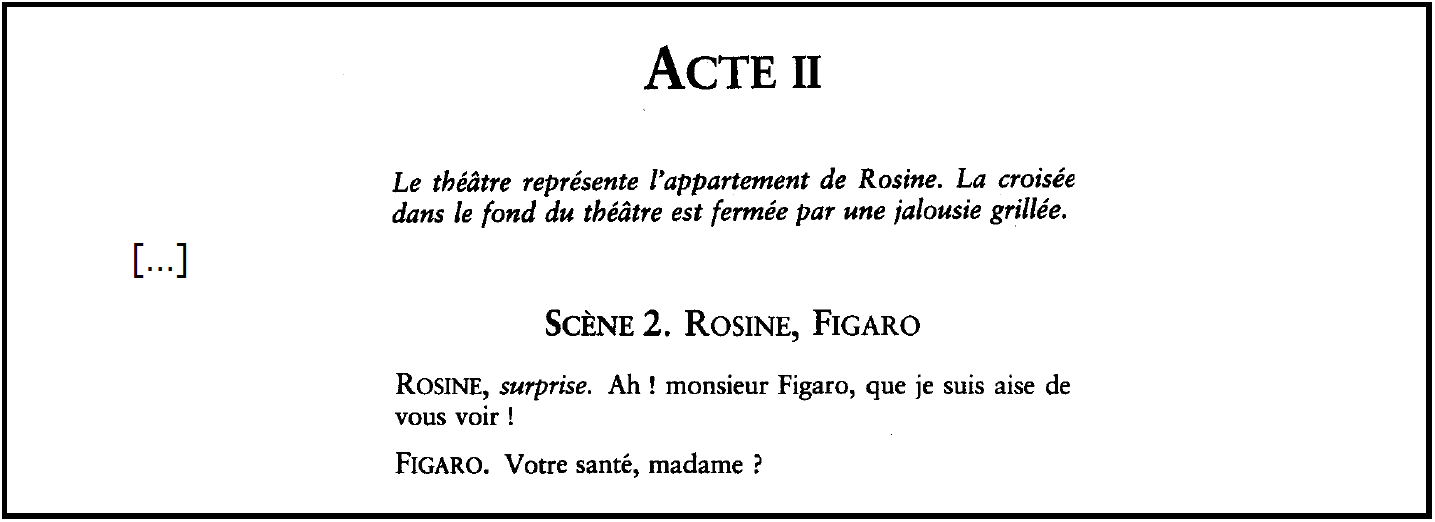 ACTE II
Le théâtre représente l'appartement de Rosine. La croisée
dans le fond du théâtre est fermée par une jalousie grillée.
[...]
SCÈNE 2. ROSINE, FIGARO
ROSINE, surprise. Ah ! monsieur Figaro, que je suis aise de
vous voir !
FIGARO. Votre santé, madame ?